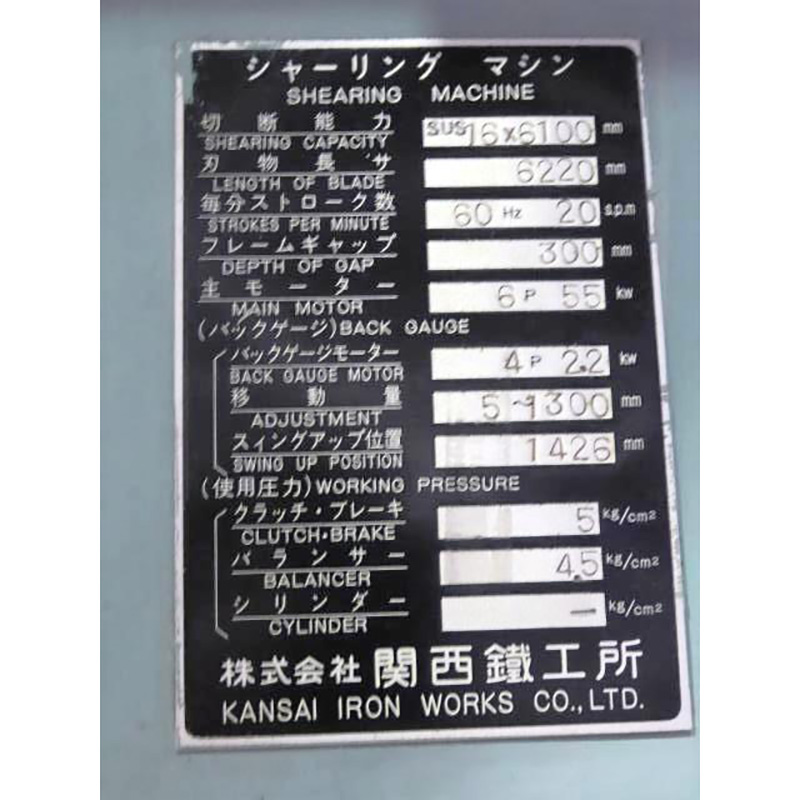 シャーリング マシン
SHEARING MACHINE
切断能力 SUS16x6100 mm
SHEARING CAPACITY
刃物長サ 6220 mm
LENGTH OF BLADE
毎分ストローク数 60 Hz 20 s.p.m
STROKES PER MINUTE
フレームギャップ 300 mm
DEPTH OF GAP
主モーター 6 P 55 kw
MAIN MOTOR
(バックゲージ)BACK GAUGE
バックゲージモーター 4 P 2.2 kw
BACK GAUGE MOTOR
移動量 5~1300 mm
ADJUSTMENT
スィングアップ位置 1426 mm
SWING UP POSITION
(使用圧力)WORKING PRESSURE
クラッチ・ブレーキ 5 kg/cm2
CLUTCH・BRAKE
バランサー 4.5 kg/cm2
BALANCER
シリンダー — kg/cm2
CYLINDER
株式会社 関西鐵工所
KANSAI IRON WORKS CO.,LTD.